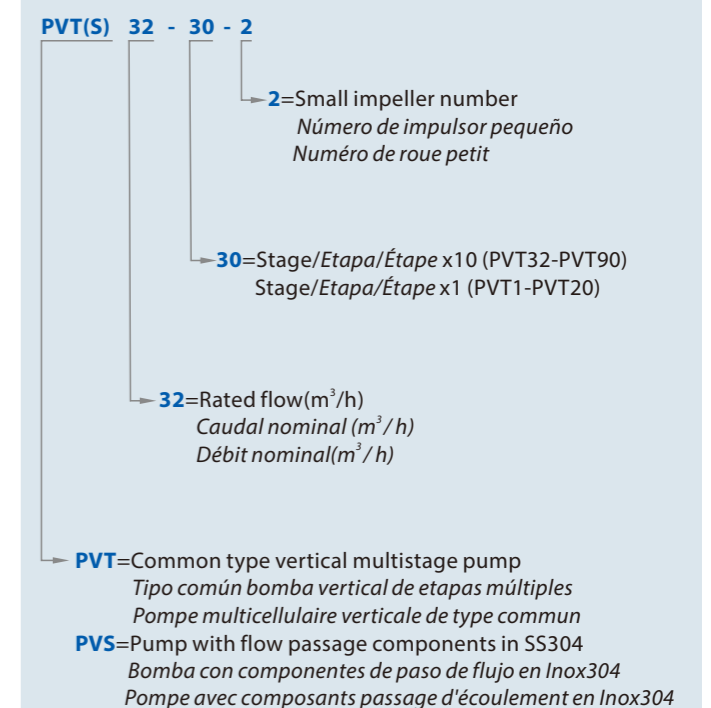 PVT(S) 32 - 30 - 2
2=Small impeller number
Número de impulsor pequeño
Numéro de roue petit
30=Stage/Etapa/Étape x10 (PVT32-PVT90)
Stage/Etapa/Étape x1 (PVT1-PVT20)
32=Rated flow(m³/h)
Caudal nominal (m³/ h)
Débit nominal(m³/ h)
PVT=Common type vertical multistage pump
Tipo común bomba vertical de etapas múltiples
Pompe multicellulaire verticale de type commun
PVS=Pump with flow passage components in SS304
Bomba con componentes de paso de flujo en Inox304
Pompe avec composants passage d'écoulement en Inox304